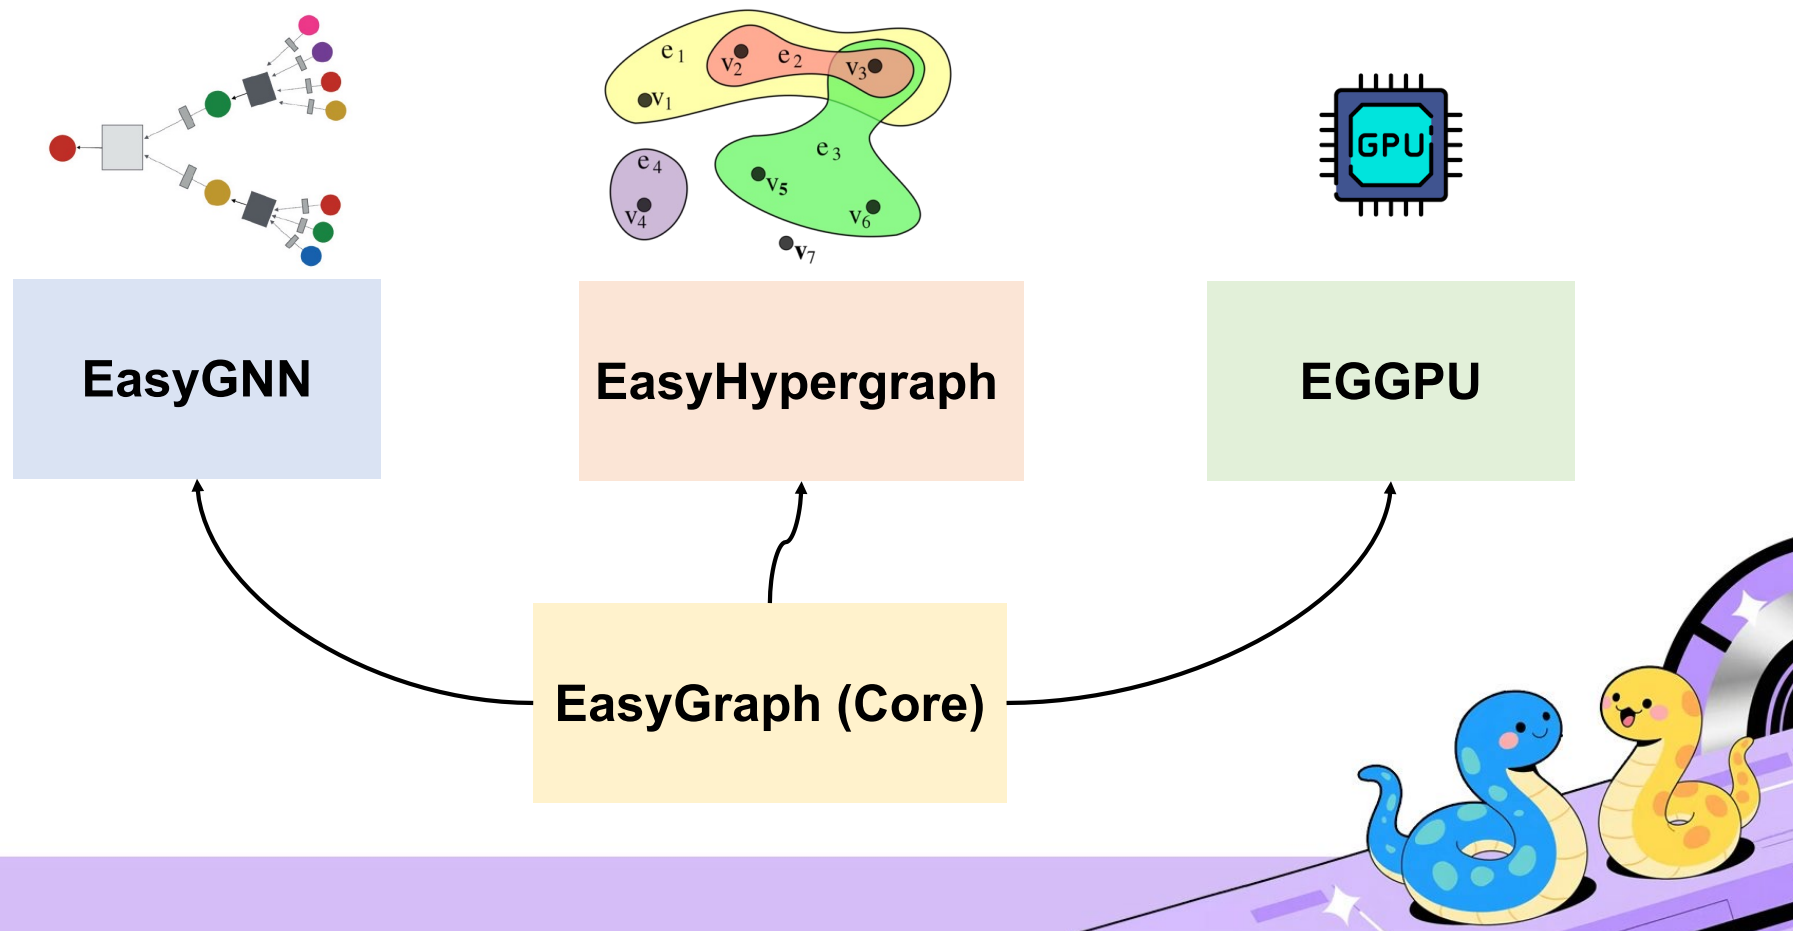 e1
v2
e2
v3
v1
e3
e4
v5
v4
v6
v7
GPU
EasyGNN
EasyHypergraph
EGGPU
EasyGraph (Core)